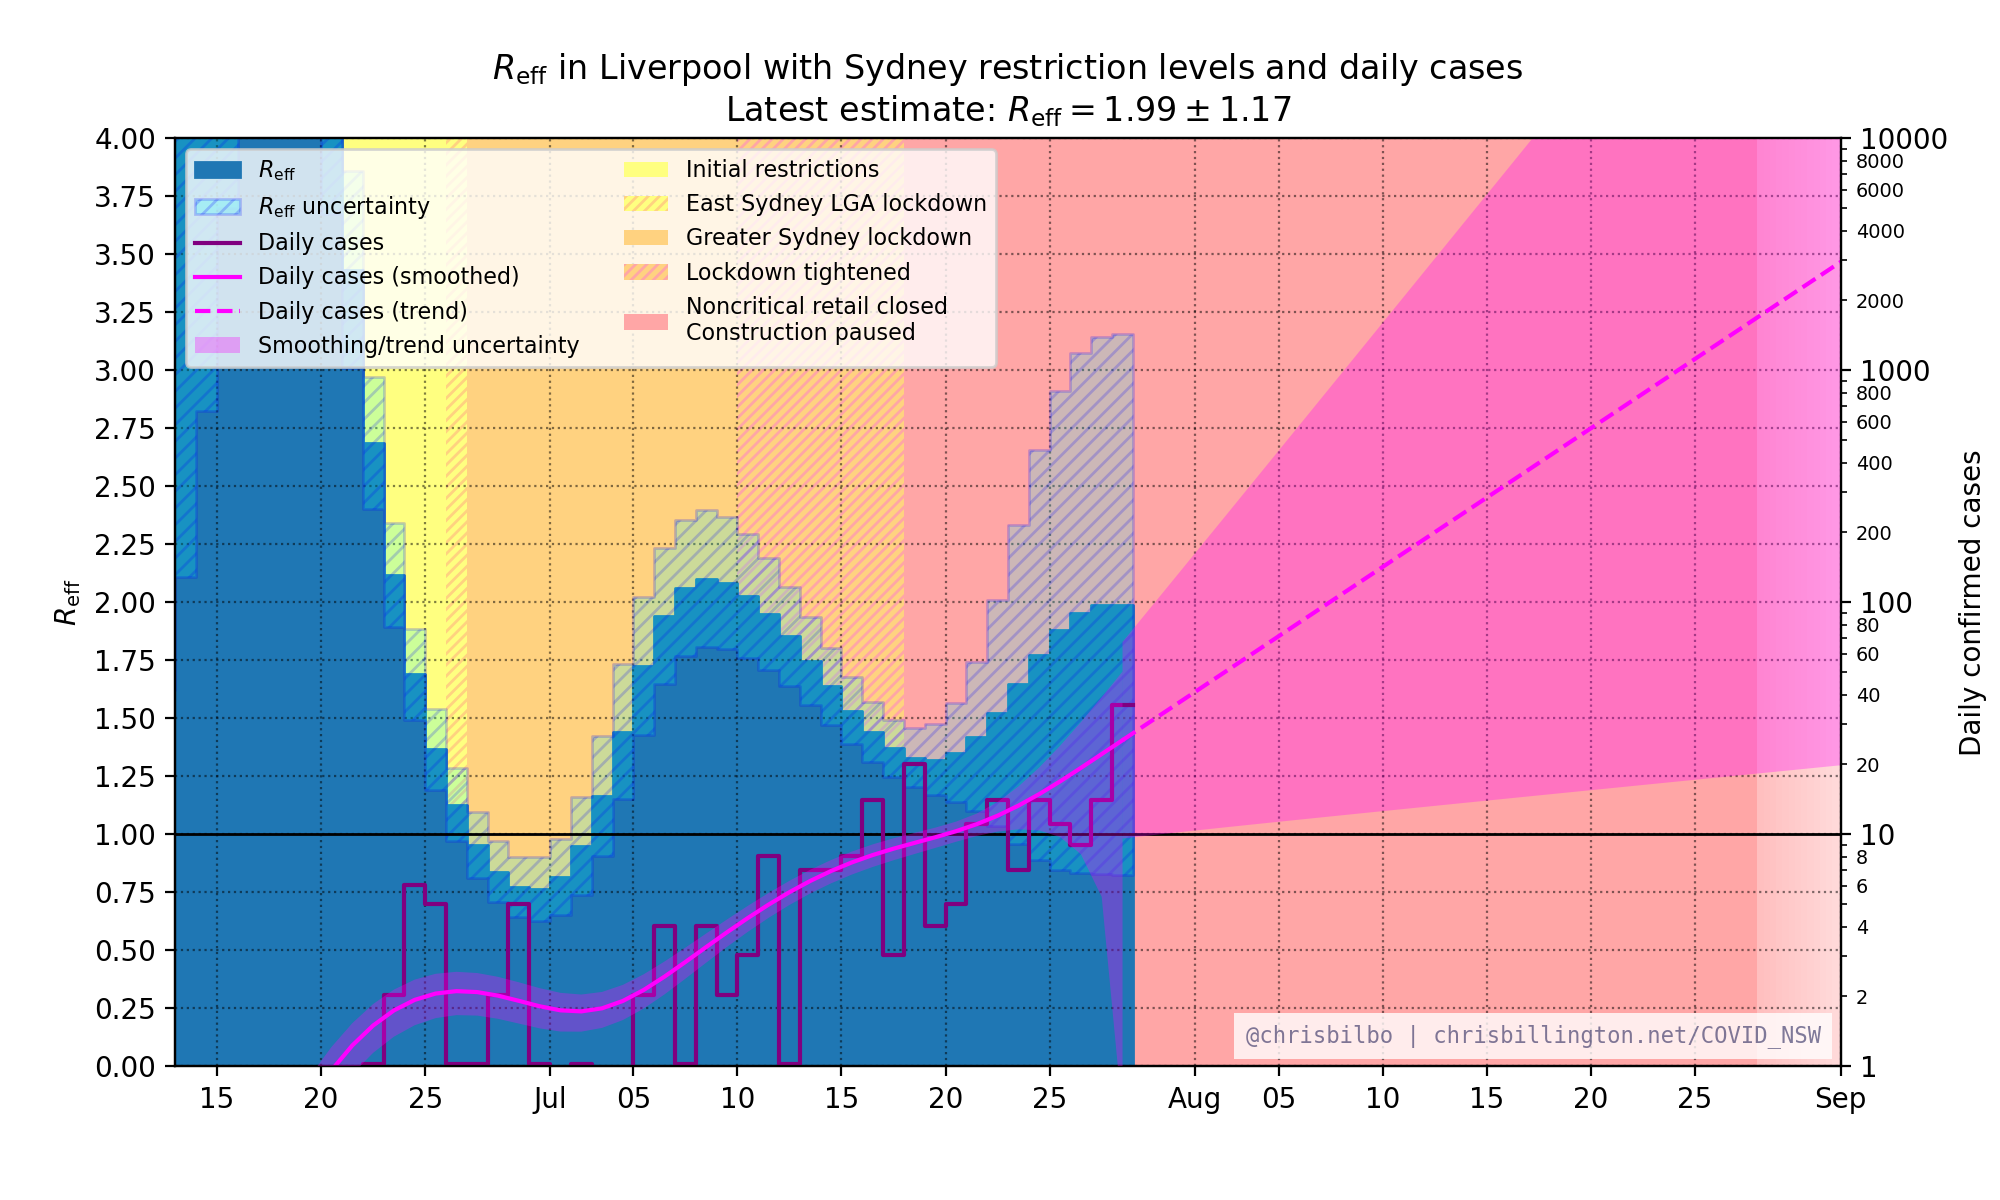 R_eff in Liverpool with Sydney restriction levels and daily cases
Latest estimate: R_eff = 1.99 ± 1.17
R_eff
R_eff uncertainty
Daily cases
Daily cases (smoothed)
Daily cases (trend)
Smoothing/trend uncertainty
Initial restrictions
East Sydney LGA lockdown
Greater Sydney lockdown
Lockdown tightened
Noncritical retail closed
Construction paused
R_eff
4.00
3.75
3.50
3.25
3.00
2.75
2.50
2.25
2.00
1.75
1.50
1.25
1.00
0.75
0.50
0.25
0.00
15
20
25
Jul
05
10
15
20
25
Aug
05
10
15
20
25
Sep
10000
8000
6000
4000
2000
1000
800
600
400
200
100
80
60
40
20
10
8
6
4
2
1
Daily confirmed cases
@chrisbilbo | chrisbillington.net/COVID_NSW